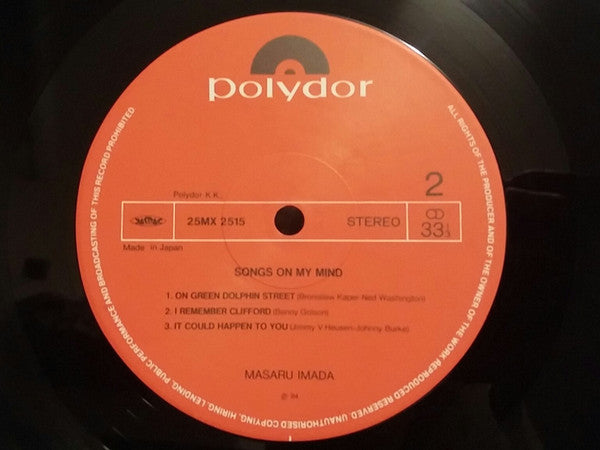 polydor
ALL RIGHTS OF THE PRODUCER AND OF THE OWNER OF THE WORK REPRODUCED RESERVED. UNAUTHORISED COPYING, HIRING, LENDING, PUBLIC PERFORMANCE AND BROADCASTING OF THIS RECORD PROHIBITED
2
Polydor K.K.
25MX 2515
STEREO
33 1/3
Made in Japan
SONGS ON MY MIND
1. ON GREEN DOLPHIN STREET (Bronislaw Kaper-Ned Washington)
2. I REMEMBER CLIFFORD (Benny Golson)
3. IT COULD HAPPEN TO YOU (Jimmy V Heusen-Johnny Burke)
MASARU IMADA